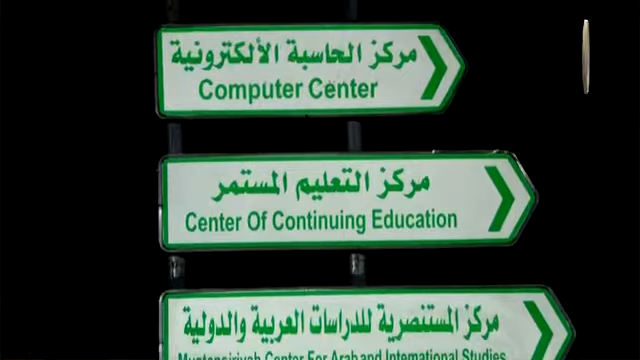 مركز الحاسبة الألكترونية
Computer Center
مركز التعليم المستمر
Center Of Continuing Education
مركز المستنصرية للدراسات العربية والدولية
Mustansiriyah Center For Arab and International Studies